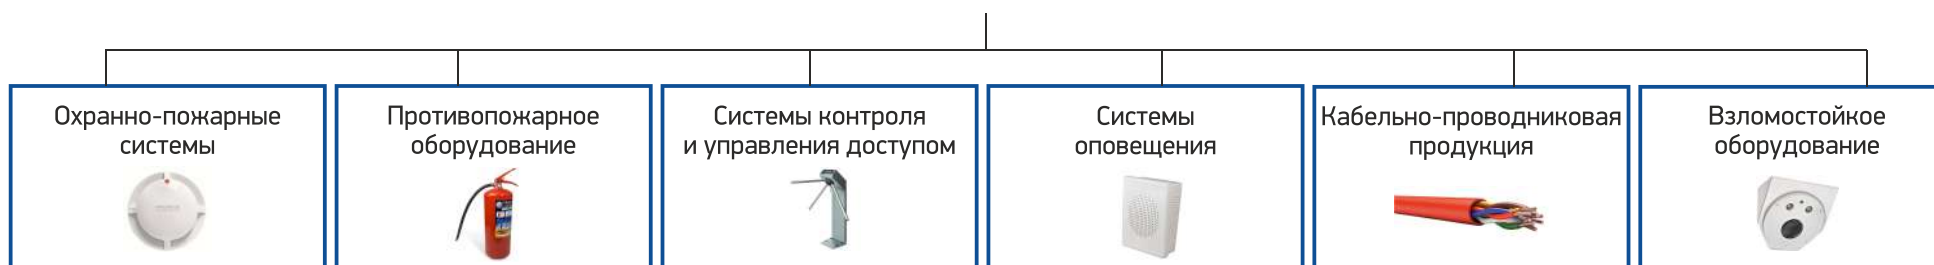 Охранно-пожарные
системы
Противопожарное
оборудование
Системы контроля
и управления доступом
Системы
оповещения
Кабельно-проводниковая
продукция
Взломостойкое
оборудование